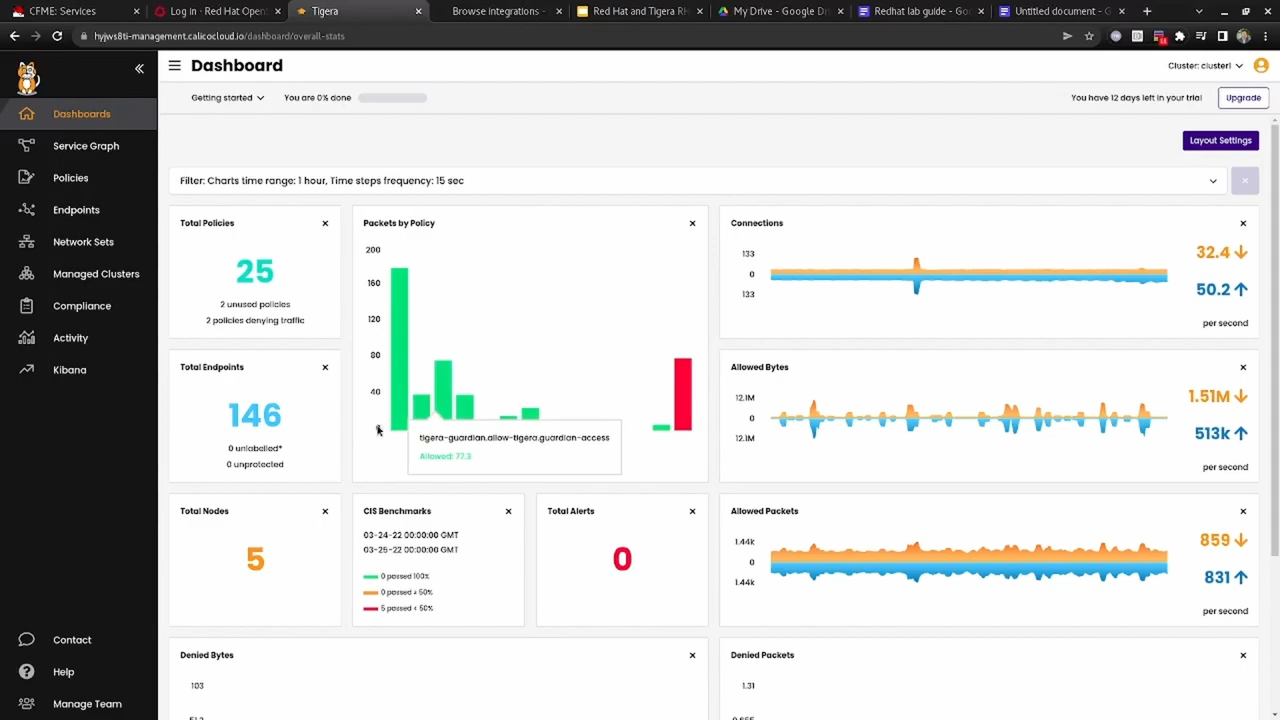 CFME: Services
Log in · Red Hat Open
Tigera
Browse Integrations -
Red Hat and Tigera RH
My Drive - Google Dri
Redhat lab guide - Goo
Untitled document - G
hyjws8ti-management.calicocloud.io/dashboard/overall-stats
Dashboard
Cluster: cluster1
Getting started
You are 0% done
You have 12 days left in your trial
Upgrade
Dashboards
Service Graph
Policies
Endpoints
Network Sets
Managed Clusters
Compliance
Activity
Kibana
Contact
Help
Manage Team
Layout Settings
Filter: Charts time range: 1 hour, Time steps frequency: 15 sec
Total Policies
25
2 unused policies
2 policies denying traffic
Packets by Policy
200
160
120
80
40
tigera-guardian.allow-tigera.guardian-access
Allowed: 77.3
Connections
133
0
133
32.4
50.2
per second
Total Endpoints
146
0 unlabelled*
0 unprotected
Allowed Bytes
12.1M
0
12.1M
1.51M
513k
per second
Total Nodes
5
CIS Benchmarks
03-24-22 00:00:00 GMT
03-25-22 00:00:00 GMT
0 passed 100%
0 passed ≥ 50%
5 passed < 50%
Total Alerts
0
Allowed Packets
1.44k
0
1.44k
859
831
per second
Denied Bytes
103
Denied Packets
1.31